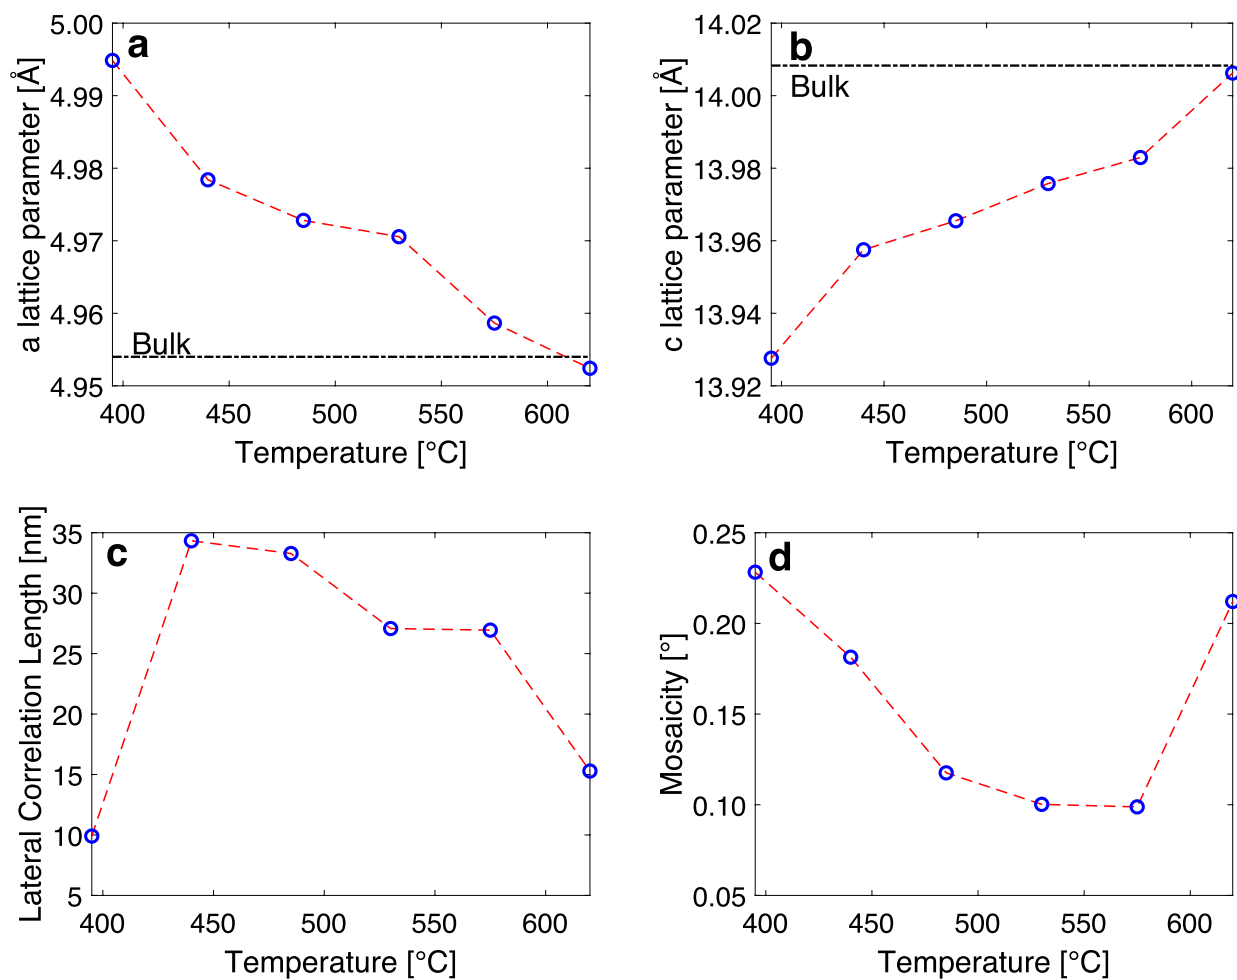 a
5.00
4.99
4.98
4.97
4.96
4.95
Bulk
400 450 500 550 600
Temperature [°C]
a lattice parameter [Å]
b
14.02
14.00
13.98
13.96
13.94
13.92
Bulk
400 450 500 550 600
Temperature [°C]
c lattice parameter [Å]
c
35
30
25
20
15
10
5
400 450 500 550 600
Temperature [°C]
Lateral Correlation Length [nm]
d
0.25
0.20
0.15
0.10
0.05
400 450 500 550 600
Temperature [°C]
Mosaicity [°]